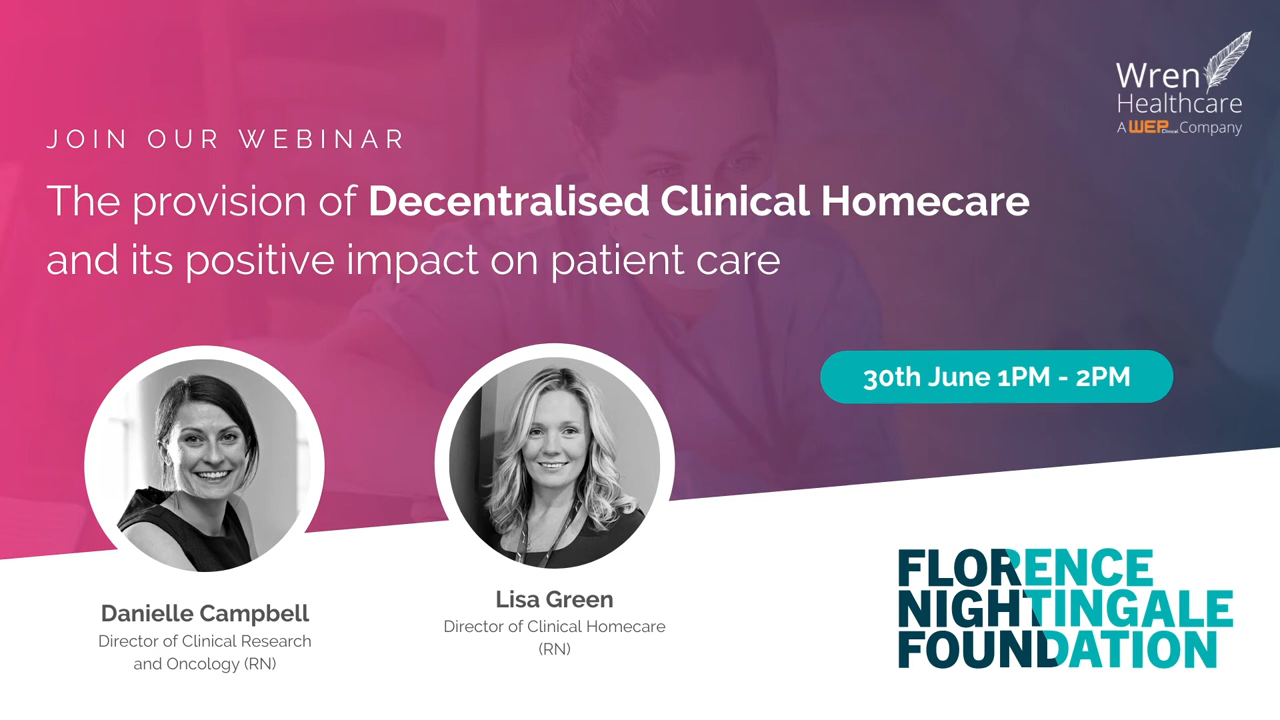 Wren
Healthcare
A WEP Clinical Company
JOIN OUR WEBINAR
The provision of Decentralised Clinical Homecare
and its positive impact on patient care
30th June 1PM - 2PM
Danielle Campbell
Director of Clinical Research
and Oncology (RN)
Lisa Green
Director of Clinical Homecare
(RN)
FLORENCE
NIGHTINGALE
FOUNDATION